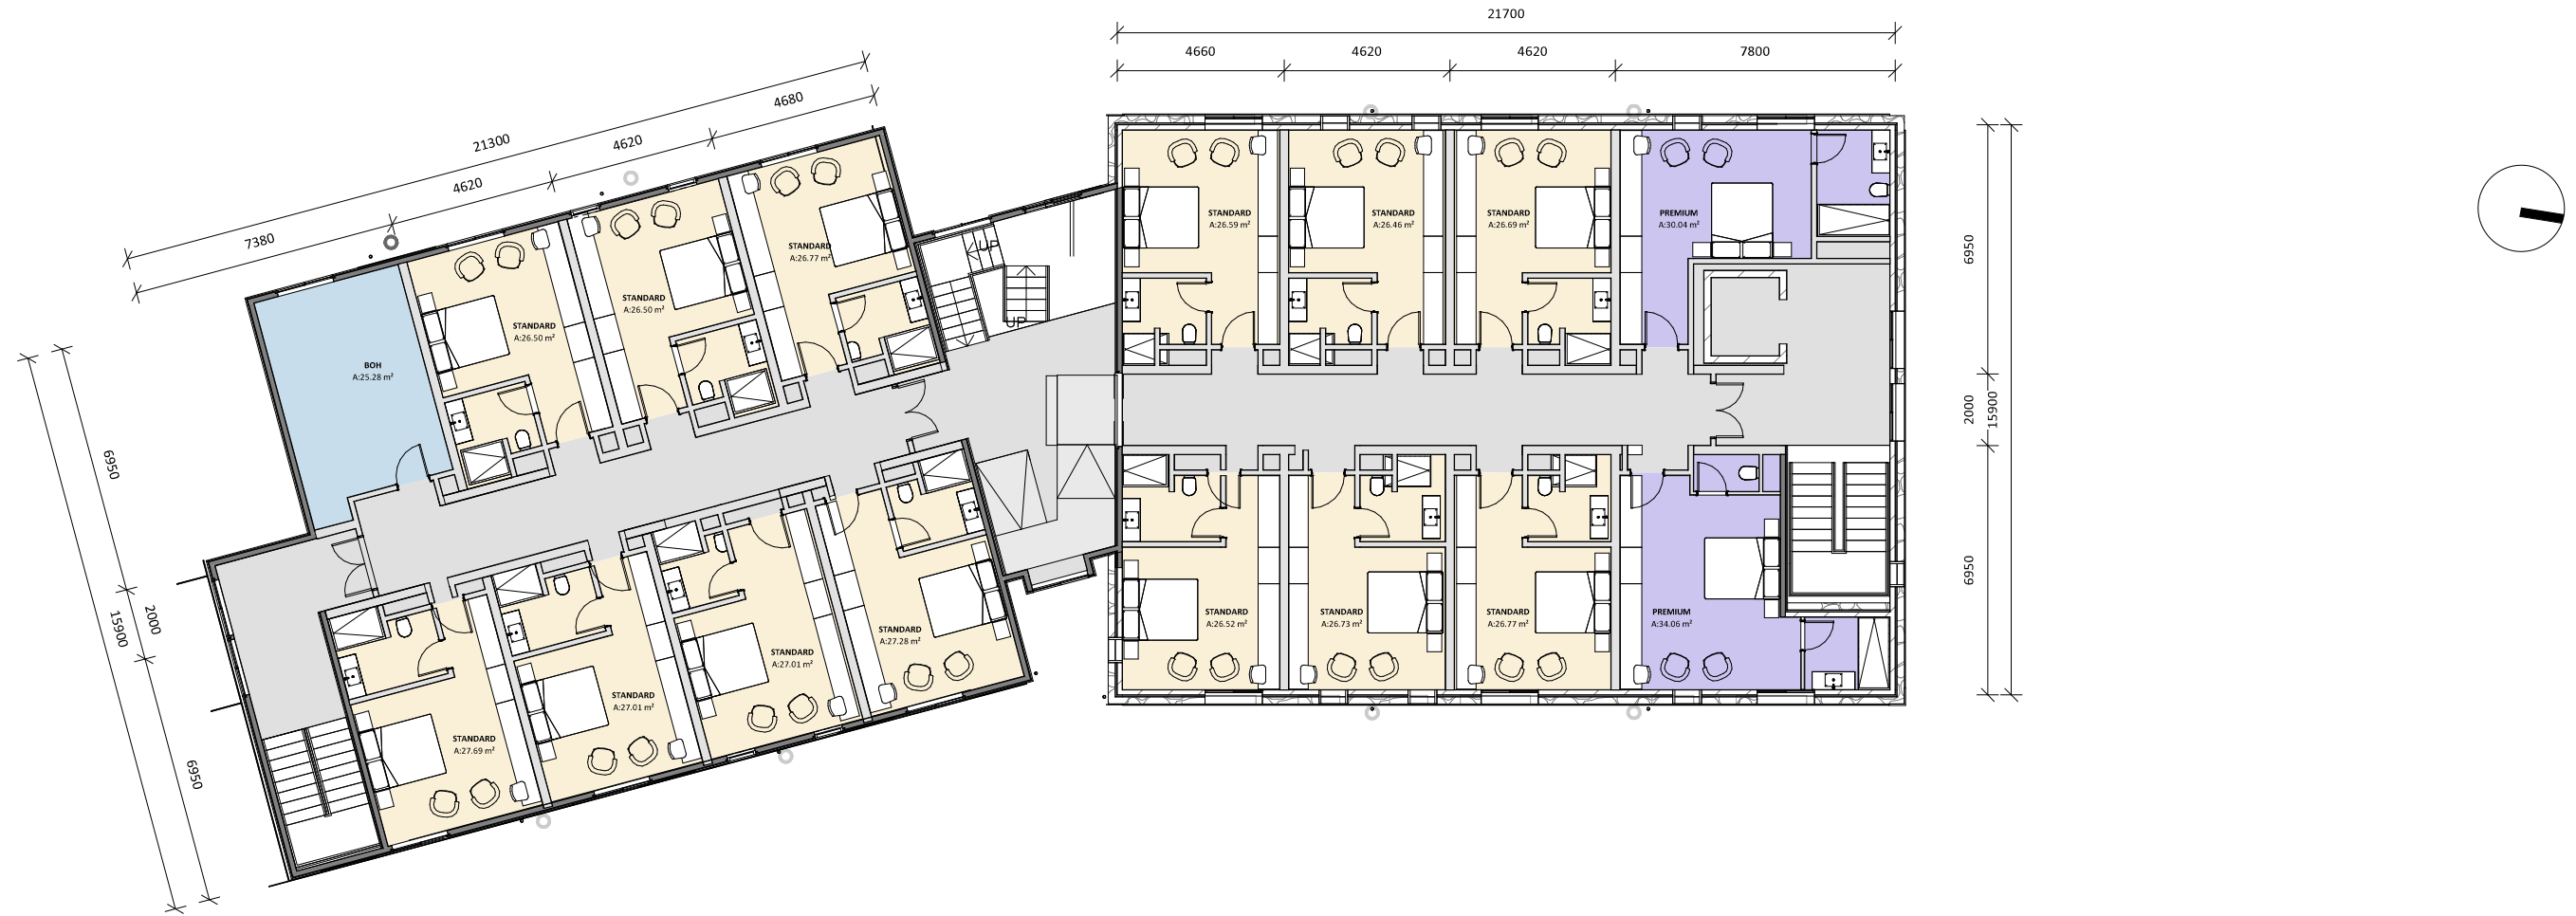 21700
4660
4620
4620
7800
4680
21300
4620
4620
7380
6950
2000
15900
6950
6950
2000
15900
6950
STANDARD
A:26.59 m²
STANDARD
A:26.46 m²
STANDARD
A:26.69 m²
PREMIUM
A:30.04 m²
STANDARD
A:26.77 m²
UP
UP
STANDARD
A:26.50 m²
STANDARD
A:26.50 m²
BOH
A:25.28 m²
STANDARD
A:26.52 m²
STANDARD
A:26.73 m²
STANDARD
A:26.77 m²
PREMIUM
A:34.06 m²
STANDARD
A:27.28 m²
STANDARD
A:27.01 m²
STANDARD
A:27.01 m²
STANDARD
A:27.69 m²